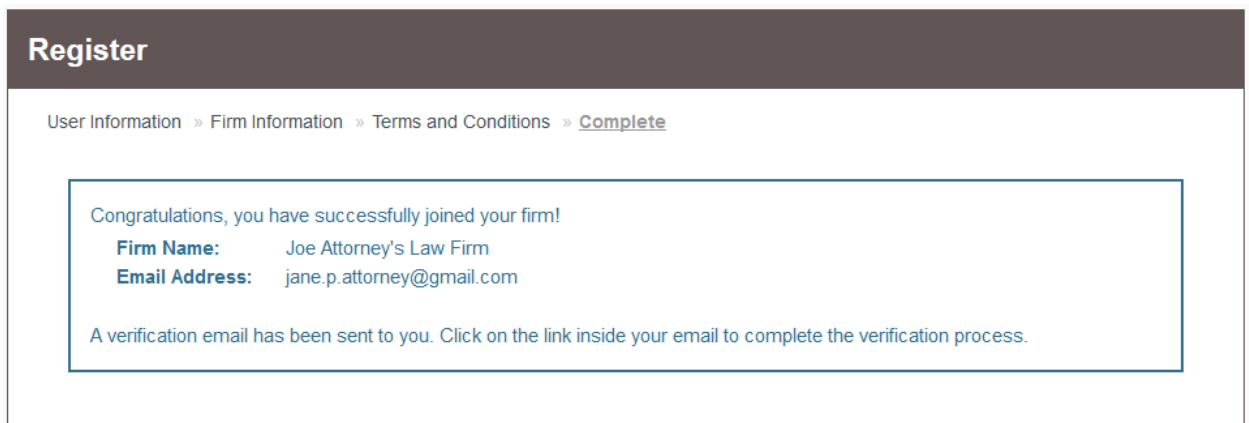 Register
User Information » Firm Information » Terms and Conditions » Complete
Congratulations, you have successfully joined your firm!
Firm Name: Joe Attorney's Law Firm
Email Address: jane.p.attorney@gmail.com
A verification email has been sent to you. Click on the link inside your email to complete the verification process.